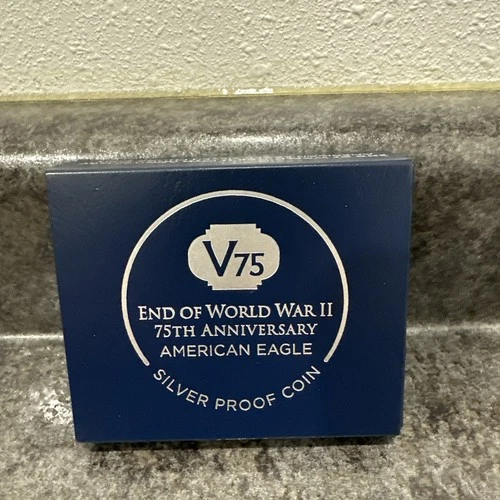 V75
END OF WORLD WAR II
75TH ANNIVERSARY
AMERICAN EAGLE
SILVER PROOF COIN